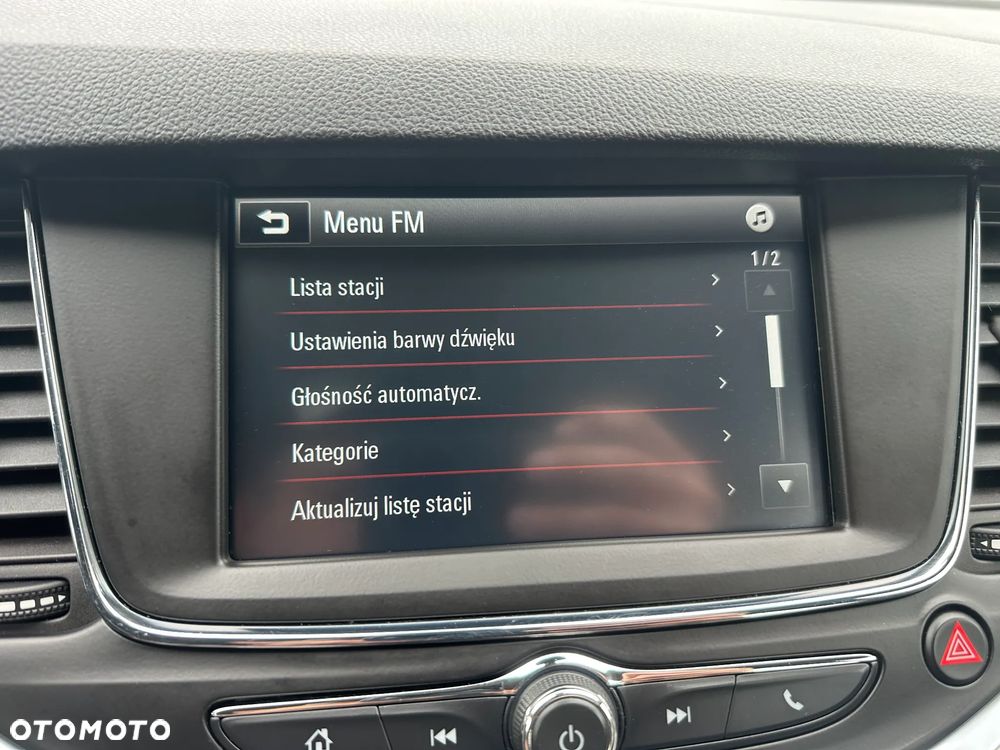 Menu FM
1/2
Lista stacji
Ustawienia barwy dźwięku
Głośność automatycz.
Kategorie
Aktualizuj listę stacji
OTOMOTO